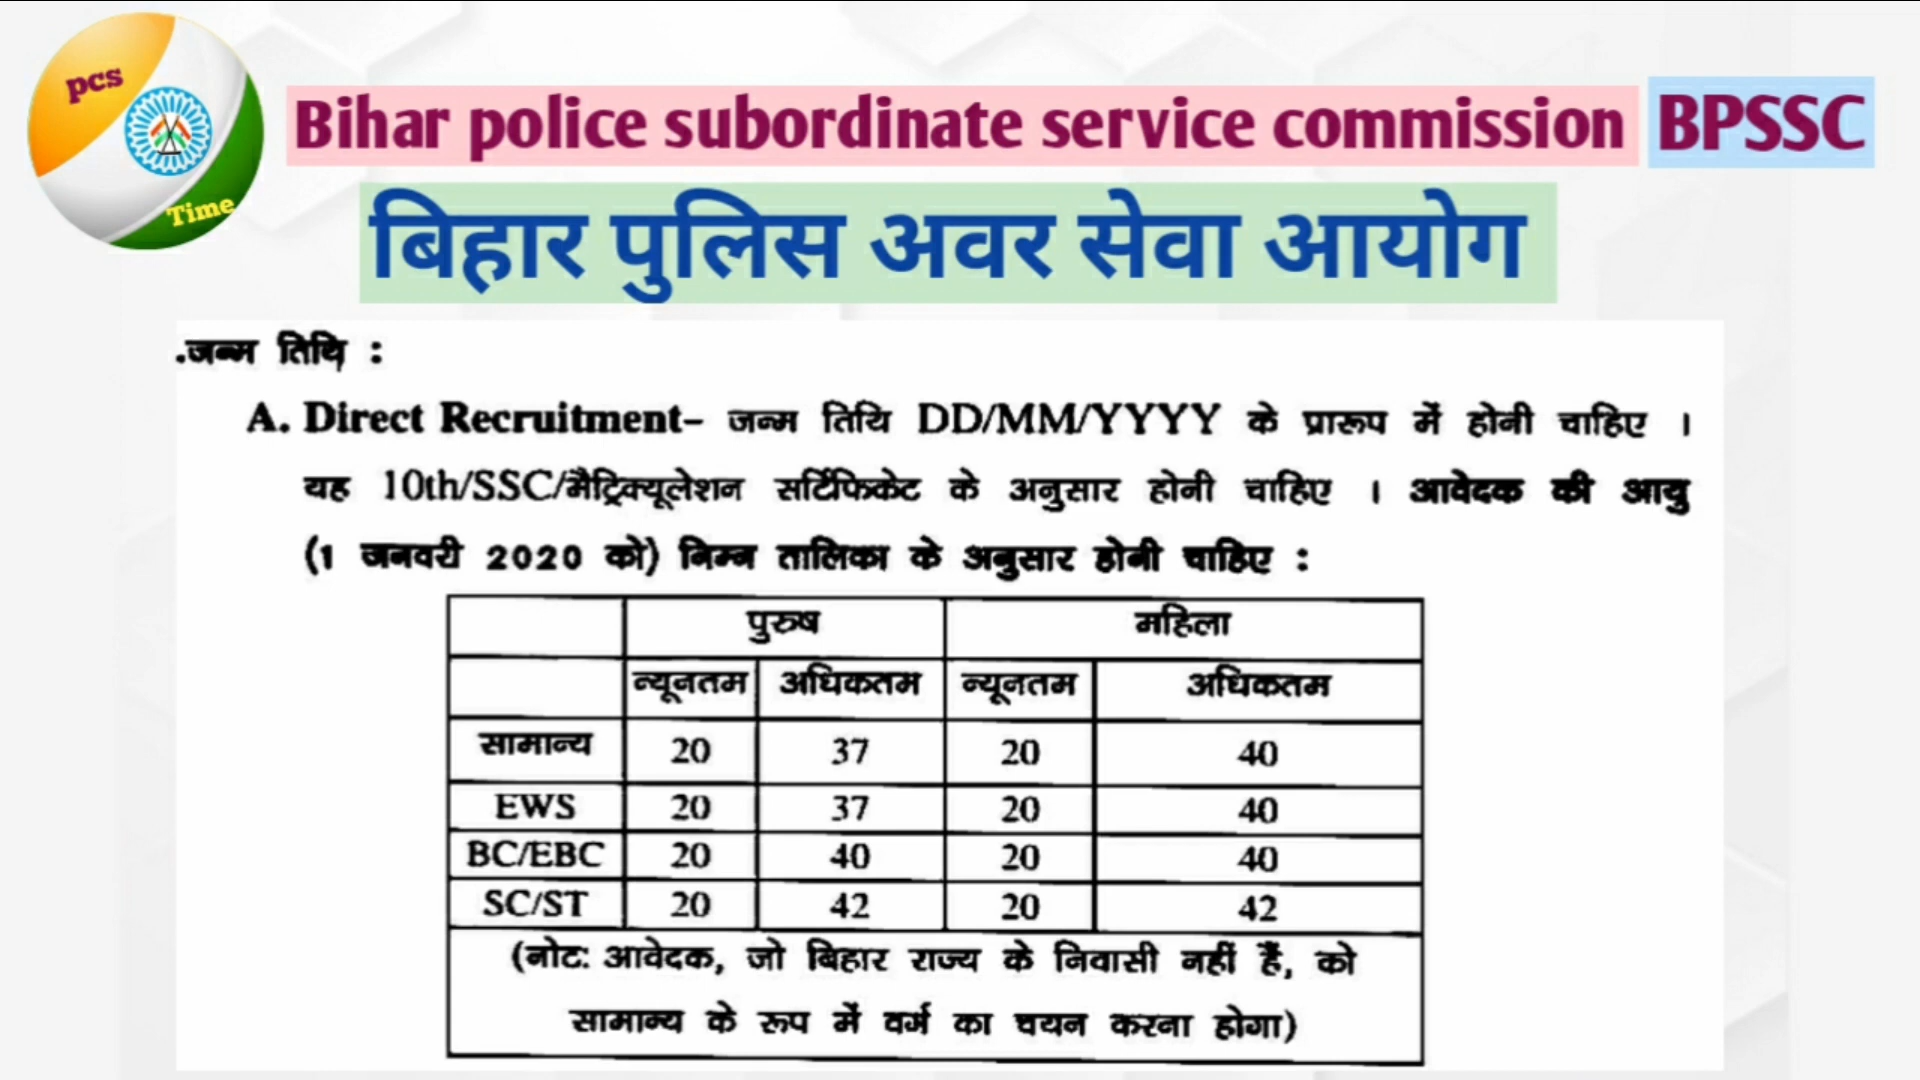 pcs
Time
Bihar police subordinate service commission BPSSC
बिहार पुलिस अवर सेवा आयोग
.जन्म तिथि :
A. Direct Recruitment– जन्म तिथि DD/MM/YYYY के प्रारूप में होनी चाहिए ।
यह 10th/SSC/मैट्रिक्यूलेशन सर्टिफिकेट के अनुसार होनी चाहिए । आवेदक की आयु
(1 जनवरी 2020 को) निम्न तालिका के अनुसार होनी चाहिए :
पुरुष महिला
न्यूनतम अधिकतम न्यूनतम अधिकतम
सामान्य 20 37 20 40
EWS 20 37 20 40
BC/EBC 20 40 20 40
SC/ST 20 42 20 42
(नोट: आवेदक, जो बिहार राज्य के निवासी नहीं हैं, को
सामान्य के रूप में वर्ग का चयन करना होगा)